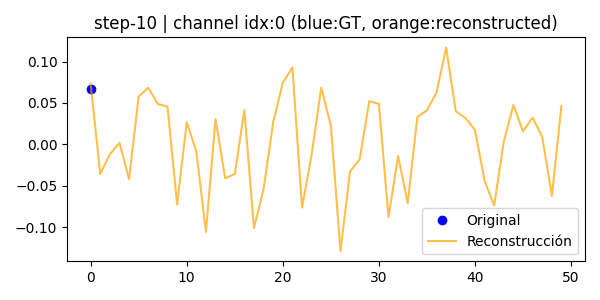 step-10 | channel idx:0 (blue:GT, orange:reconstructed)
0.10
0.05
0.00
−0.05
−0.10
0 10 20 30 40 50
Original
Reconstrucción